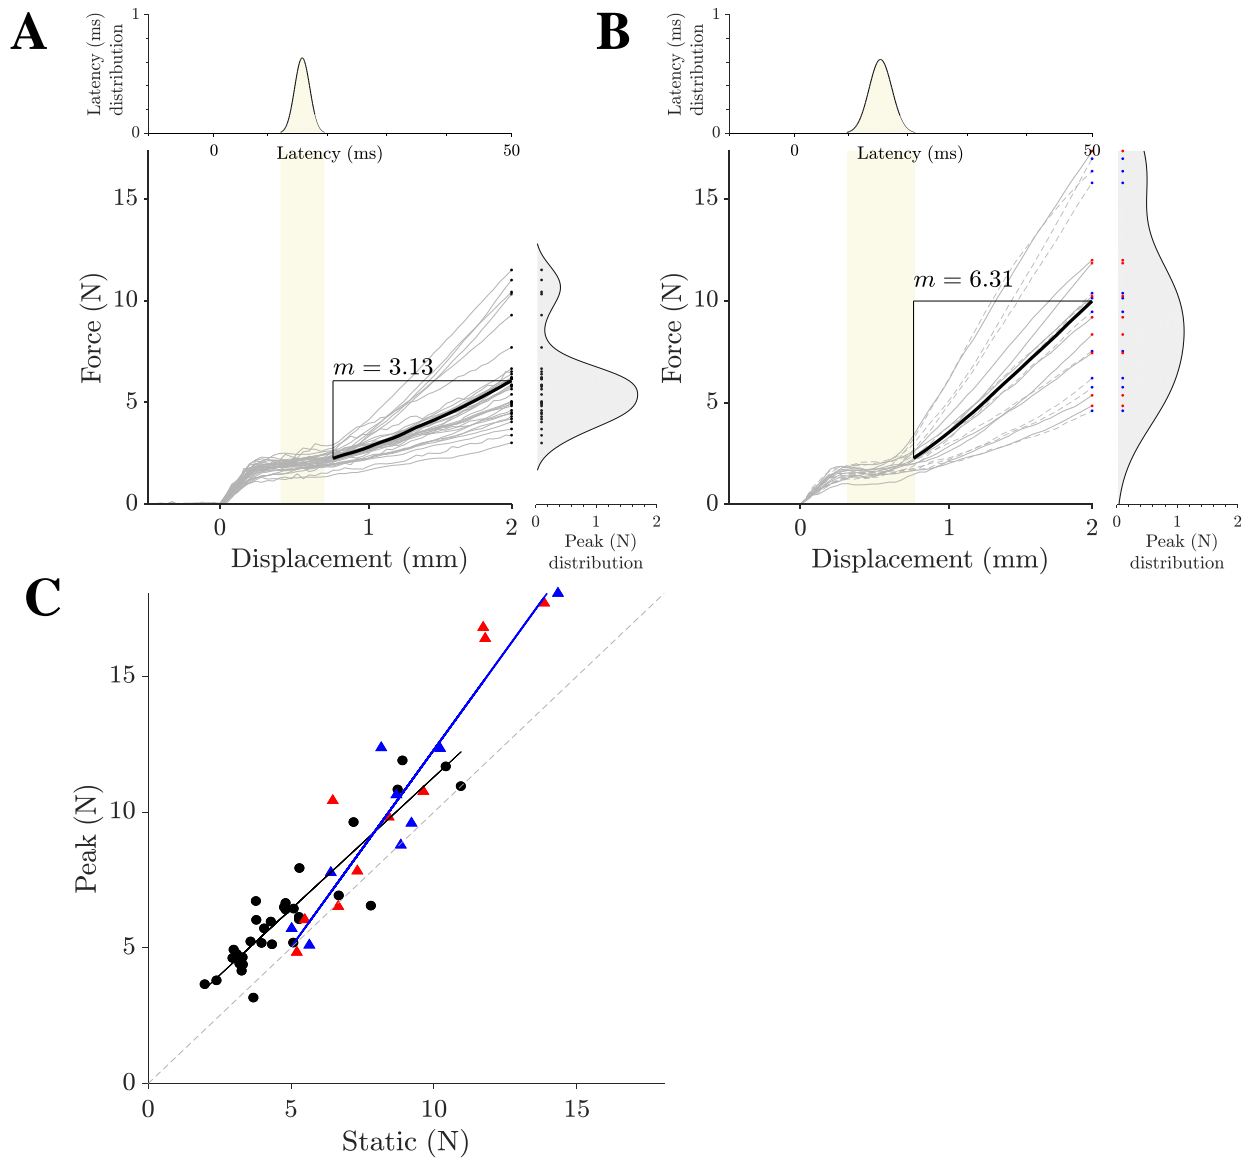 A
Latency (ms)
distribution
1
0
0
Latency (ms)
50
Force (N)
15
10
5
0
m = 3.13
0
1
2
Displacement (mm)
0
1
2
Peak (N)
distribution
B
Latency (ms)
distribution
1
0
0
Latency (ms)
50
Force (N)
15
10
5
0
m = 6.31
0
1
2
Displacement (mm)
0
1
2
Peak (N)
distribution
C
Peak (N)
15
10
5
0
0
5
10
15
Static (N)